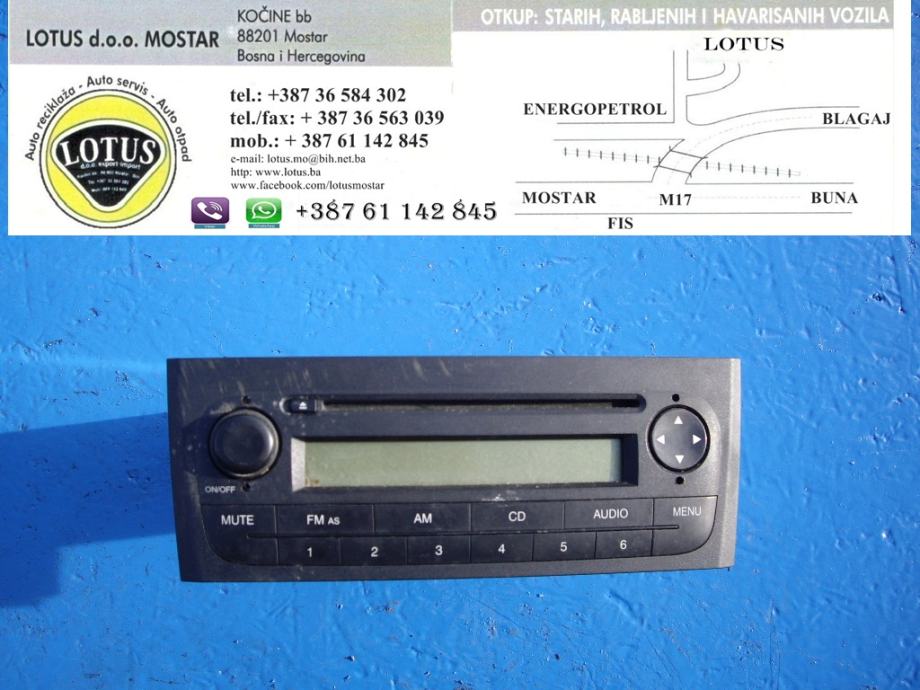 LOTUS d.o.o. MOSTAR
KOČINE bb
88201 Mostar
Bosna i Hercegovina
Auto reciklaža - Auto servis - Auto otpad
LOTUS
d.o.o. export-import
tel.: +387 36 584 302
tel./fax: + 387 36 563 039
mob.: + 387 61 142 845
e-mail: lotus.mo@bih.net.ba
http: www.lotus.ba
www.facebook.com/lotusmostar
+387 61 142 845
OTKUP: STARIH, RABLJENIH I HAVARISANIH VOZILA
LOTUS
ENERGOPETROL
BLAGAJ
MOSTAR
M17
BUNA
FIS
ON/OFF
MUTE
FM AS
AM
CD
AUDIO
MENU
1
2
3
4
5
6